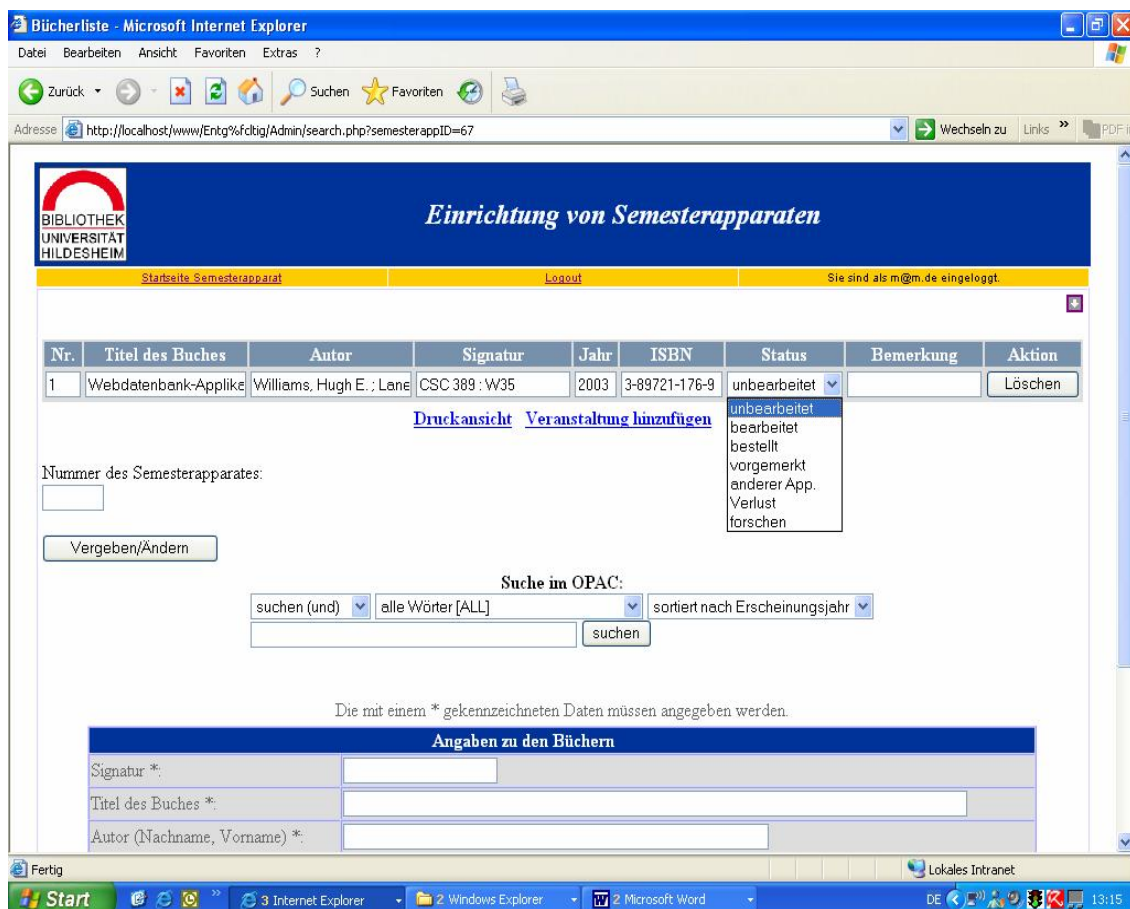 Bücherliste - Microsoft Internet Explorer
Datei Bearbeiten Ansicht Favoriten Extras ?
Zurück Suchen Favoriten
Adresse http://localhost/www/Entg%fcltig/Admin/search.php?semesterappID=67 Wechseln zu Links » PDF
BIBLIOTHEK
UNIVERSITÄT
HILDESHEIM
Einrichtung von Semesterapparaten
Startseite Semesterapparat Logout Sie sind als m@m.de eingeloggt.
Nr. Titel des Buches Autor Signatur Jahr ISBN Status Bemerkung Aktion
1 Webdatenbank-Applike Williams, Hugh E. ; Lane CSC 389 : W35 2003 3-89721-176-9 unbearbeitet Löschen
Druckansicht Veranstaltung hinzufügen
unbearbeitet
bearbeitet
bestellt
vorgemerkt
anderer App.
Verlust
forschen
Nummer des Semesterapparates:
Vergeben/Ändern
Suche im OPAC:
suchen (und) alle Wörter [ALL] sortiert nach Erscheinungsjahr
suchen
Die mit einem * gekennzeichneten Daten müssen angegeben werden.
Angaben zu den Büchern
Signatur *:
Titel des Buches *:
Autor (Nachname, Vorname) *:
Fertig Lokales Intranet
Start » 3 Internet Explorer 2 Windows Explorer 2 Microsoft Word DE 13:15